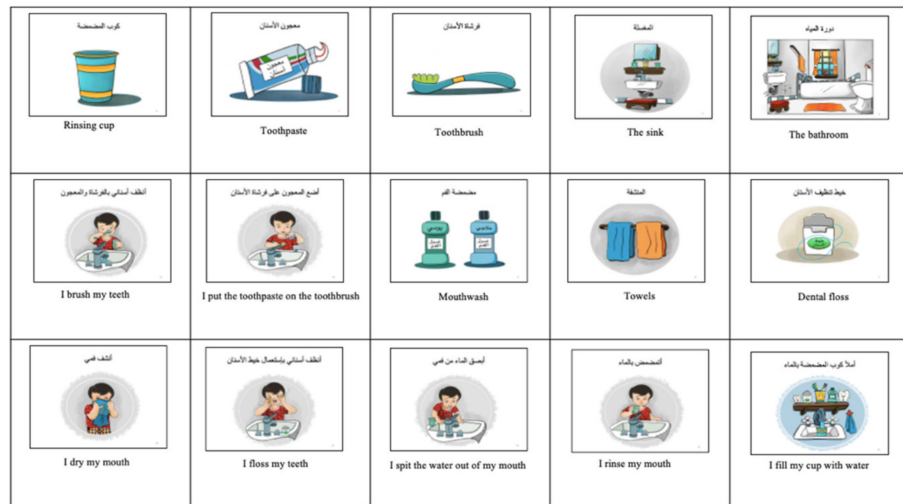 دورة المياه
The bathroom
المغسلة
The sink
فرشاة الأسنان
Toothbrush
معجون الأسنان
معجون
أسنان
Toothpaste
كوب المضمضة
Rinsing cup
خيط تنظيف الأسنان
Dental floss
المنشفة
Towels
مضمضة الفم
Mouthwash
أضع المعجون على فرشاة الأسنان
I put the toothpaste on the toothbrush
أنظف أسناني بالفرشاة والمعجون
I brush my teeth
أملأ كوب المضمضة بالماء
I fill my cup with water
أتمضمض بالماء
I rinse my mouth
أبصق الماء من فمي
I spit the water out of my mouth
أنظف أسناني بإستعمال خيط الأسنان
I floss my teeth
أنشف فمي
I dry my mouth